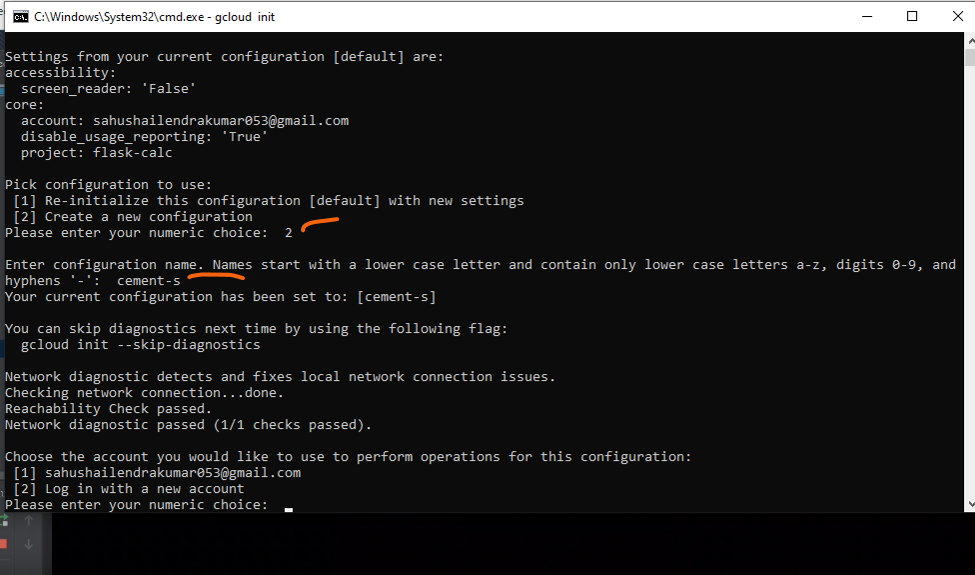 C:\Windows\System32\cmd.exe - gcloud init
Settings from your current configuration [default] are:
accessibility:
screen_reader: 'False'
core:
account: sahushailendrakumar053@gmail.com
disable_usage_reporting: 'True'
project: flask-calc
Pick configuration to use:
[1] Re-initialize this configuration [default] with new settings
[2] Create a new configuration
Please enter your numeric choice: 2
Enter configuration name. Names start with a lower case letter and contain only lower case letters a-z, digits 0-9, and
hyphens '-': cement-s
Your current configuration has been set to: [cement-s]
You can skip diagnostics next time by using the following flag:
gcloud init --skip-diagnostics
Network diagnostic detects and fixes local network connection issues.
Checking network connection...done.
Reachability Check passed.
Network diagnostic passed (1/1 checks passed).
Choose the account you would like to use to perform operations for this configuration:
[1] sahushailendrakumar053@gmail.com
[2] Log in with a new account
Please enter your numeric choice: